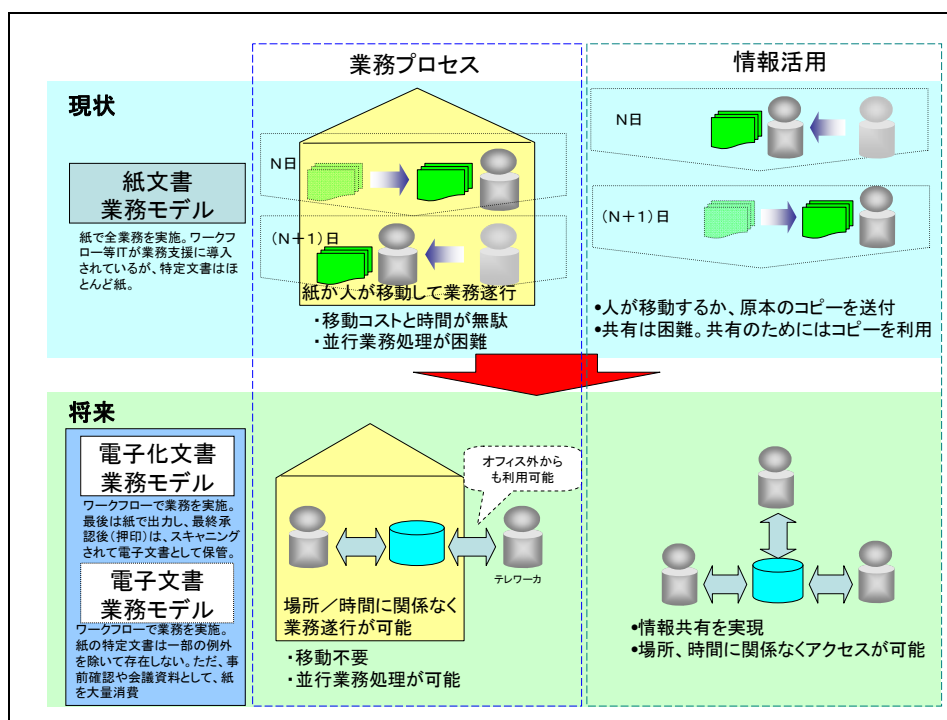 業務プロセス
情報活用
現状
紙文書
業務モデル
紙で全業務を実施。ワークフ
ロー等ITが業務支援に導入
されているが、特定文書はほ
とんど紙。
N日
(N+1)日
紙か人が移動して業務遂行
・移動コストと時間が無駄
・並行業務処理が困難
N日
(N+1)日
•人が移動するか、原本のコピーを送付
•共有は困難。共有のためにはコピーを利用
将来
電子化文書
業務モデル
ワークフローで業務を実施。
最後は紙で出力し、最終承
認後(押印)は、スキャニング
されて電子文書として保管。
電子文書
業務モデル
ワークフローで業務を実施。
紙の特定文書は一部の例外
を除いて存在しない。ただ、事
前確認や会議資料として、紙
を大量消費
オフィス外から
も利用可能
テレワーカ
場所/時間に関係なく
業務遂行が可能
・移動不要
・並行業務処理が可能
•情報共有を実現
•場所、時間に関係なくアクセスが可能